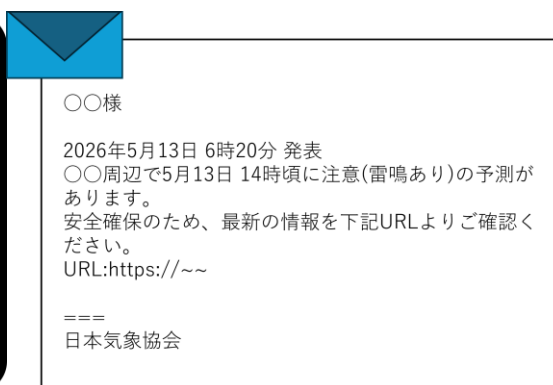 〇〇様
2026年5月13日 6時20分 発表
〇〇周辺で5月13日 14時頃に注意(雷鳴あり)の予測が
あります。
安全確保のため、最新の情報を下記URLよりご確認く
ださい。
URL:https://~~
===
日本気象協会